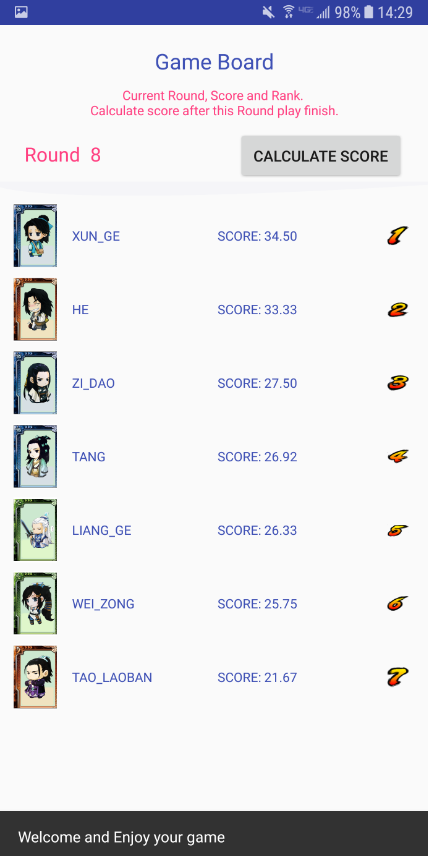 98% 14:29
Game Board
Current Round, Score and Rank.
Calculate score after this Round play finish.
Round 8
CALCULATE SCORE
XUN_GE SCORE: 34.50 1
HE SCORE: 33.33 2
ZI_DAO SCORE: 27.50 3
TANG SCORE: 26.92 4
LIANG_GE SCORE: 26.33 5
WEI_ZONG SCORE: 25.75 6
TAO_LAOBAN SCORE: 21.67 7
Welcome and Enjoy your game